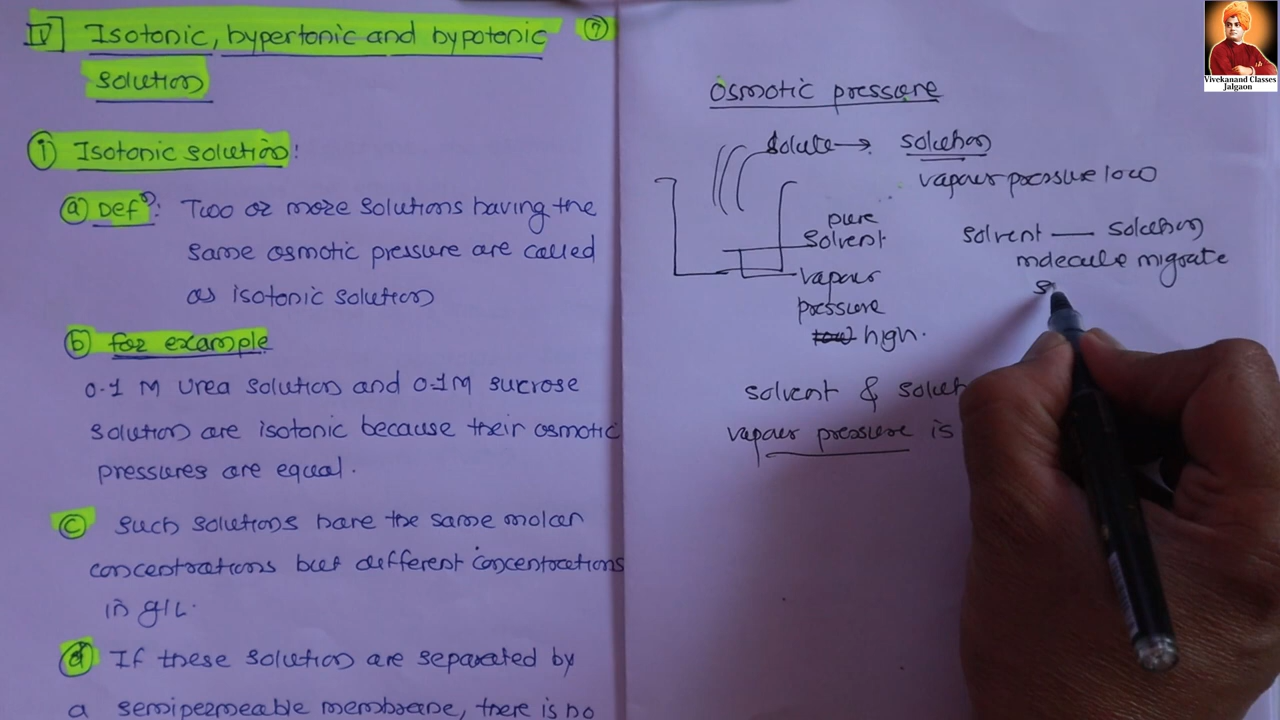 IV] Isotonic, hypertonic and hypotonic
solution
7
i) Isotonic solution:
a) Defn: Two or more solutions having the
same osmotic pressure are called
as isotonic solution
b) for example
0.1 M urea solution and 0.1M sucrose
solution are isotonic because their osmotic
pressures are equal.
c) Such solutions have the same molar
concentrations but different concentrations
in g/L.
d) If these solution are separated by
a semipermeable membrane, there is no
Osmotic pressure
solute → solution
vapour pressure low
pure
solvent
vapour
pressure
high.
solvent — solution
molecule migrate
solvent &
vapour pressure is
Vivekanand Classes
Jalgaon